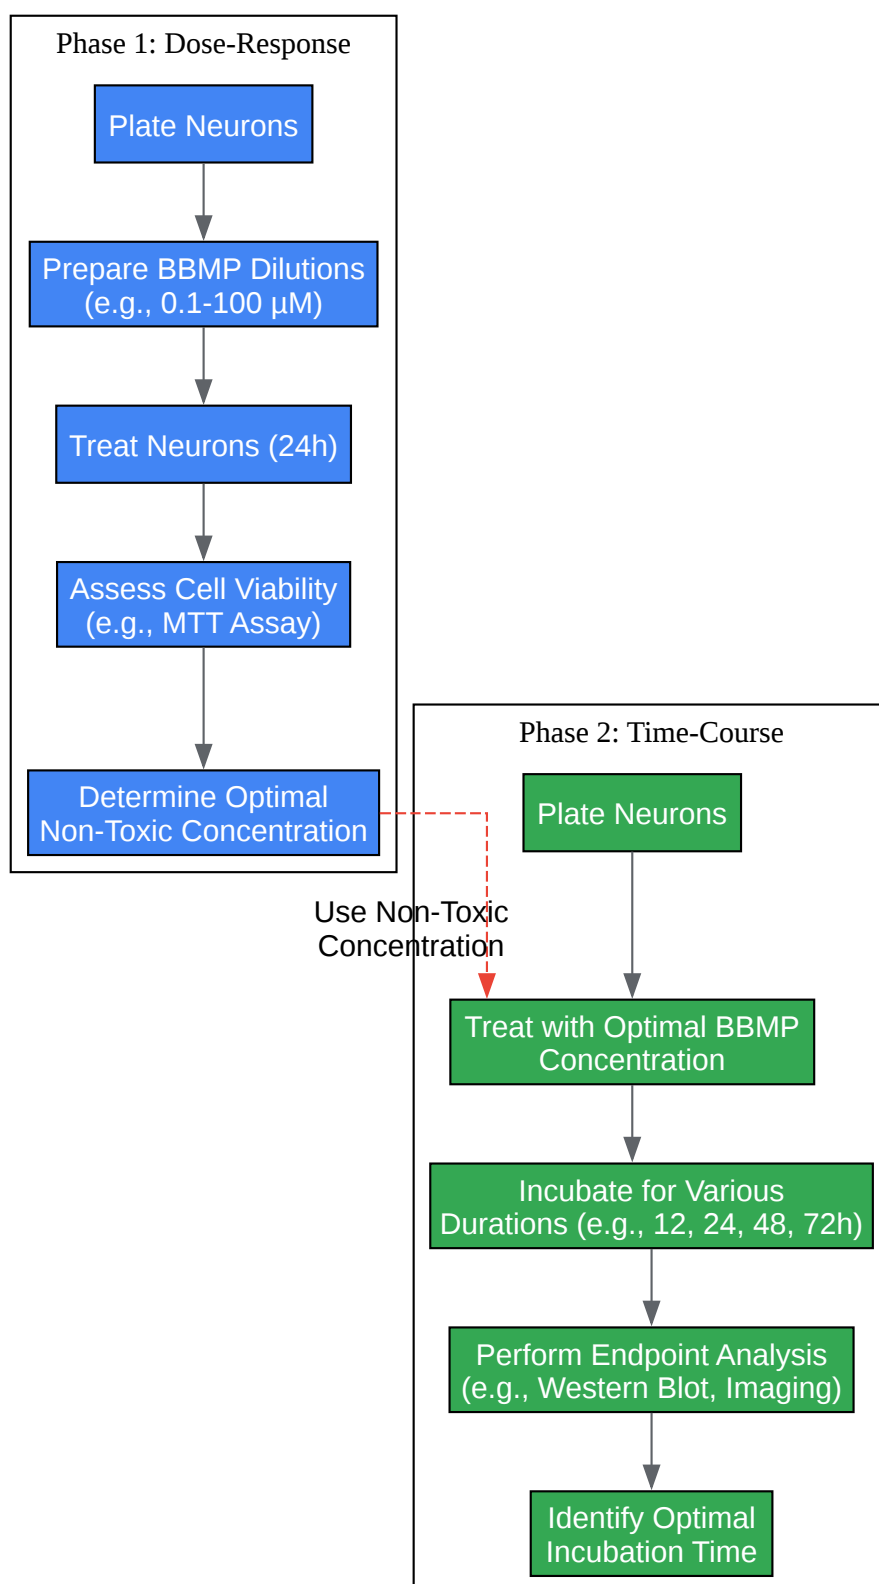 Phase 1: Dose-Response
Plate Neurons
Prepare BBMP Dilutions
(e.g., 0.1-100 µM)
Treat Neurons (24h)
Assess Cell Viability
(e.g., MTT Assay)
Determine Optimal
Non-Toxic Concentration
Use Non-Toxic
Concentration
Phase 2: Time-Course
Plate Neurons
Treat with Optimal BBMP
Concentration
Incubate for Various
Durations (e.g., 12, 24, 48, 72h)
Perform Endpoint Analysis
(e.g., Western Blot, Imaging)
Identify Optimal
Incubation Time